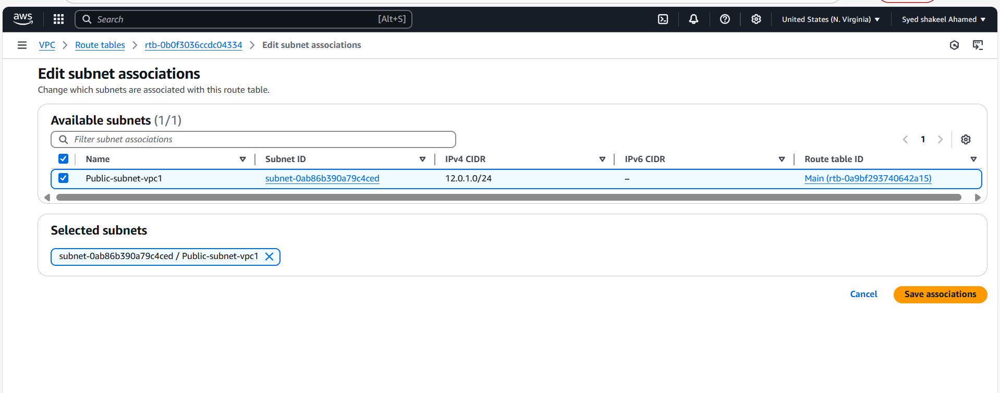 aws
Search [Alt+S] United States (N. Virginia) Syed shakeel Ahamed
VPC Route tables rtb-0b0f3036ccdc04334 Edit subnet associations
Edit subnet associations
Change which subnets are associated with this route table.
Available subnets (1/1)
Filter subnet associations 1
Name Subnet ID IPv4 CIDR IPv6 CIDR Route table ID
Public-subnet-vpc1 subnet-0ab86b390a79c4ced 12.0.1.0/24 – Main (rtb-0a9bf293740642a15)
Selected subnets
subnet-0ab86b390a79c4ced / Public-subnet-vpc1
Cancel Save associations